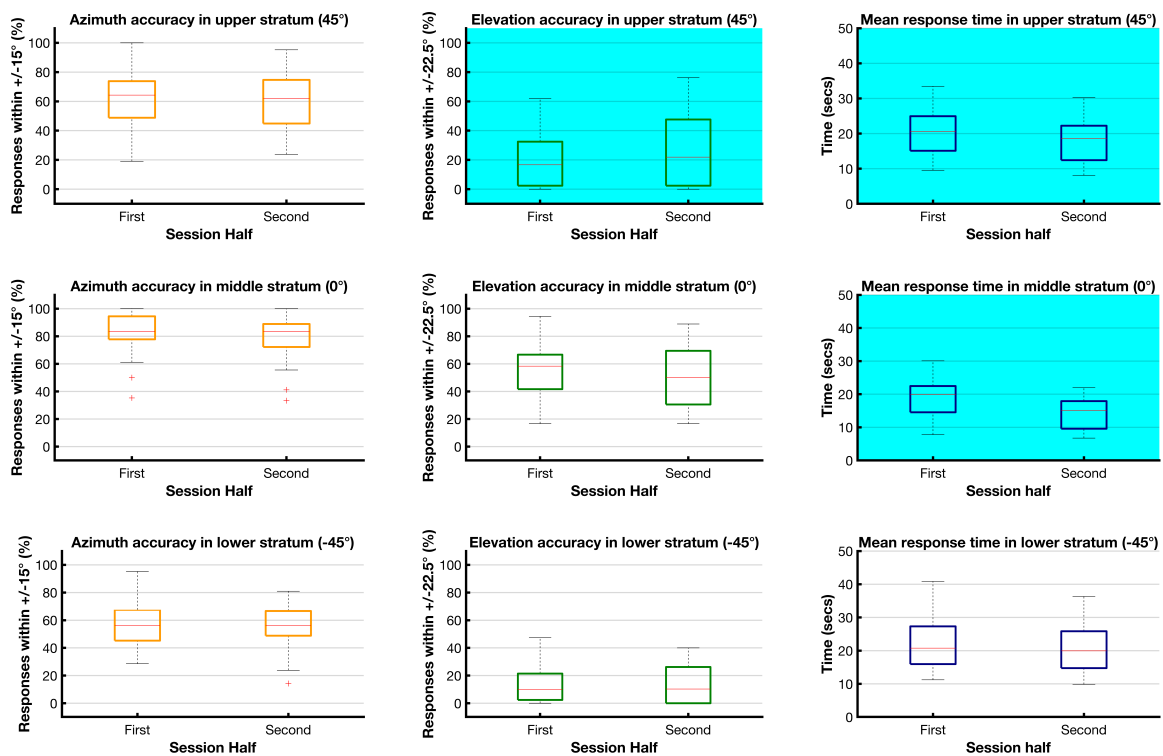 Azimuth accuracy in upper stratum (45°)
Responses within +/-15° (%)
100
80
60
40
20
0
First
Second
Session Half
Elevation accuracy in upper stratum (45°)
Responses within +/-22.5° (%)
100
80
60
40
20
0
First
Second
Session Half
Mean response time in upper stratum (45°)
Time (secs)
50
40
30
20
10
0
First
Second
Session half
Azimuth accuracy in middle stratum (0°)
Responses within +/-15° (%)
100
80
60
40
20
0
First
Second
Session Half
Elevation accuracy in middle stratum (0°)
Responses within +/-22.5° (%)
100
80
60
40
20
0
First
Second
Session Half
Mean response time in middle stratum (0°)
Time (secs)
50
40
30
20
10
0
First
Second
Session half
Azimuth accuracy in lower stratum (-45°)
Responses within +/-15° (%)
100
80
60
40
20
0
First
Second
Session Half
Elevation accuracy in lower stratum (-45°)
Responses within +/-22.5° (%)
100
80
60
40
20
0
First
Second
Session Half
Mean response time in lower stratum (-45°)
Time (secs)
50
40
30
20
10
0
First
Second
Session half